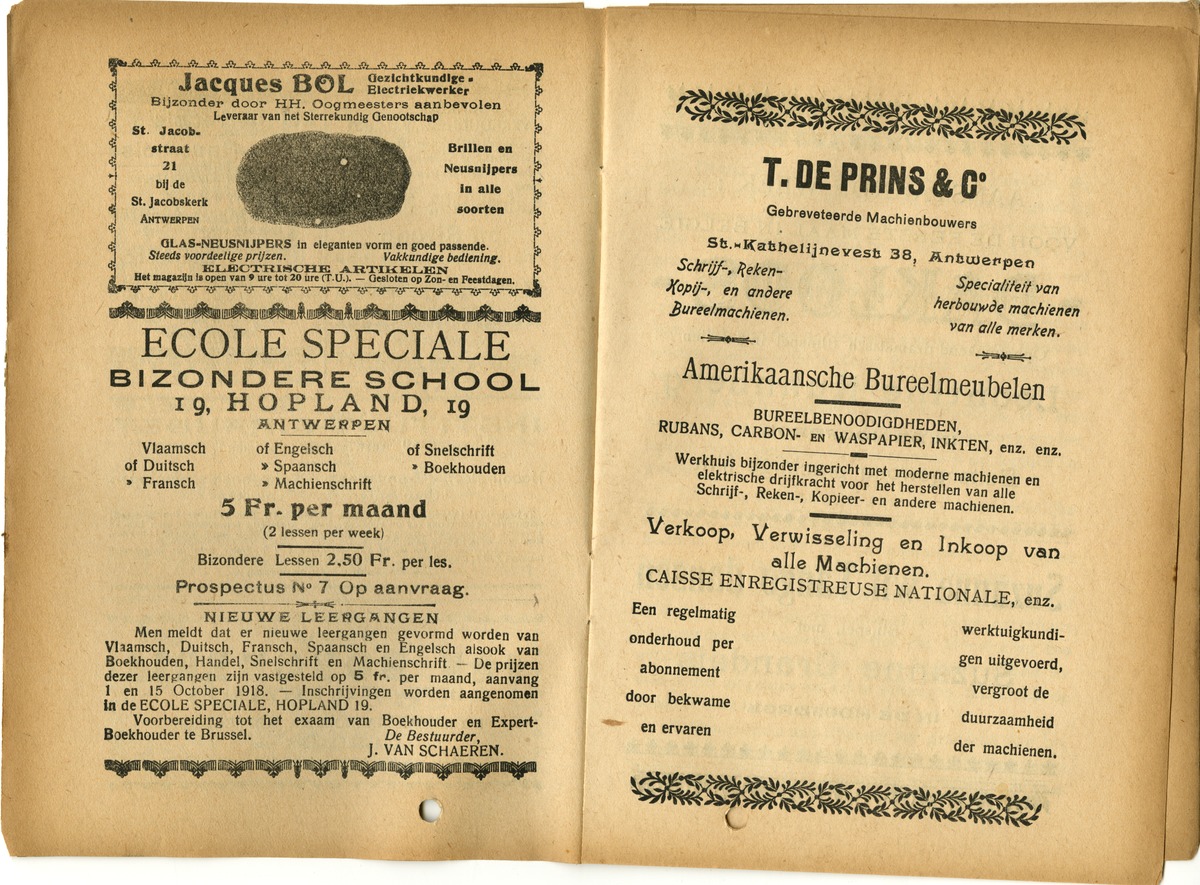 Jacques BOL Gezichtkundige-
Electriekwerker
Bijzonder door HH. Oogmeesters aanbevolen
Leveraar van net Sterrekundig Genootschap
St. Jacob-
straat
21
bij de
St. Jacobskerk
ANTWERPEN
Brillen en
Neusnijpers
in alle
soorten
GLAS-NEUSNIJPERS in eleganten vorm en goed passende.
Steeds voordeelige prijzen. Vakkundige bediening.
ELECTRISCHE ARTIKELEN
Het magazijn is open van 9 ure tot 20 ure (T.U.). — Gesloten op Zon- en Feestdagen.
ECOLE SPECIALE
BIZONDERE SCHOOL
19, HOPLAND, 19
ANTWERPEN
Vlaamsch of Engelsch of Snelschrift
of Duitsch » Spaansch » Boekhouden
» Fransch » Machienschrift
5 Fr. per maand
(2 lessen per week)
Bizondere Lessen 2.50 Fr. per les.
Prospectus No 7 Op aanvraag.
NIEUWE LEERGANGEN
Men meldt dat er nieuwe leergangen gevormd worden van
Vlaamsch, Duitsch, Fransch, Spaansch en Engelsch alsook van
Boekhouden, Handel, Snelschrift en Machienschrift — De prijzen
dezer leergangen zijn vastgesteld op 5 fr. per maand, aanvang
1 en 15 October 1918. — Inschrijvingen worden aangenomen
in de ECOLE SPECIALE, HOPLAND 19.
Voorbereiding tot het exaam van Boekhouder en Expert-
Boekhouder te Brussel. De Bestuurder,
J. VAN SCHAEREN.
T. DE PRINS & Co
Gebreveteerde Machienbouwers
St.-Kathelijnevest 38, Antwerpen
Schrijf-, Reken-
Kopij-, en andere
Bureelmachienen.
Specialiteit van
herbouwde machienen
van alle merken.
Amerikaansche Bureelmeubelen
BUREELBENOODIGDHEDEN,
RUBANS, CARBON- EN WASPAPIER, INKTEN, enz. enz.
Werkhuis bijzonder ingericht met moderne machienen en
elektrische drijfkracht voor het herstellen van alle
Schrijf-, Reken-, Kopieer- en andere machienen.
Verkoop, Verwisseling en Inkoop van
alle Machienen.
CAISSE ENREGISTREUSE NATIONALE, enz.
Een regelmatig
onderhoud per
abonnement
door bekwame
en ervaren
werktuigkundi-
gen uitgevoerd,
vergroot de
duurzaamheid
der machienen.